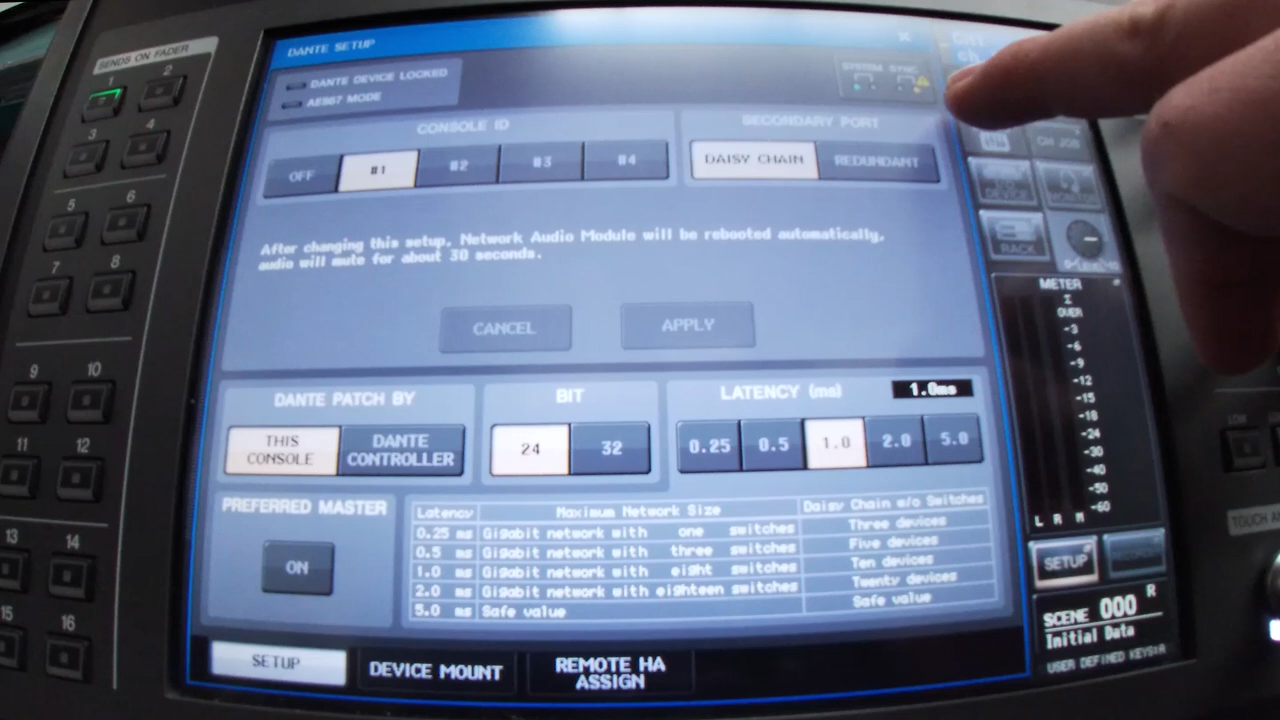 SENDS ON FADER
1
2
3
4
5
6
7
8
9
10
11
12
13
14
15
16
DANTE SETUP
×
DANTE DEVICE LOCKED
AES67 MODE
SYSTEM SYNC
CONSOLE ID
OFF
#1
#2
#3
#4
SECONDARY PORT
DAISY CHAIN
REDUNDANT
After changing this setup, Network Audio Module will be rebooted automatically,
audio will mute for about 30 seconds.
CANCEL
APPLY
DANTE PATCH BY
THIS
CONSOLE
DANTE
CONTROLLER
BIT
24
32
LATENCY (ms)
1.0ms
0.25
0.5
1.0
2.0
5.0
PREFERRED MASTER
ON
Latency Maximum Network Size Daisy Chain w/o Switches
0.25 ms Gigabit network with one switches Three devices
0.5 ms Gigabit network with three switches Five devices
1.0 ms Gigabit network with eight switches Ten devices
2.0 ms Gigabit network with eighteen switches Twenty devices
5.0 ms Safe value Safe value
SETUP
DEVICE MOUNT
REMOTE HA
ASSIGN
ch
CH JOB
DEVICE
MONITOR
RACK
METER
Σ
OVER
-3
-6
-9
-12
-15
-18
-24
-30
-40
-50
-60
L R M
SETUP
SCENE 000 R
Initial Data
USER DEFINED KEYS:A
LOW